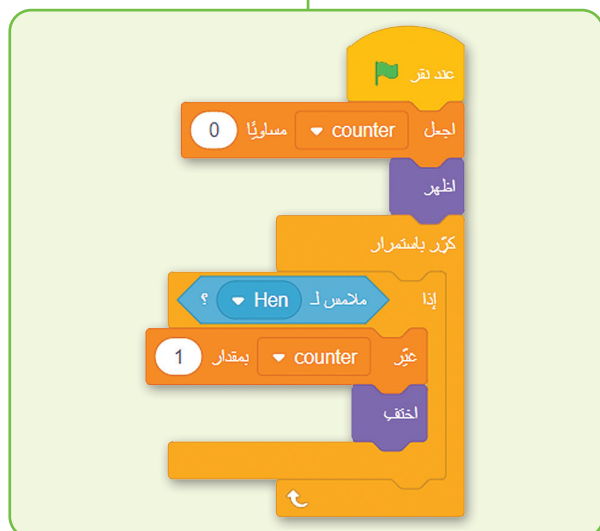 عند نقر
اجعل counter مساويًا 0
اظهر
كرّر باستمرار
إذا ملامس لـ Hen ؟
غيّر counter بمقدار 1
اختفِ